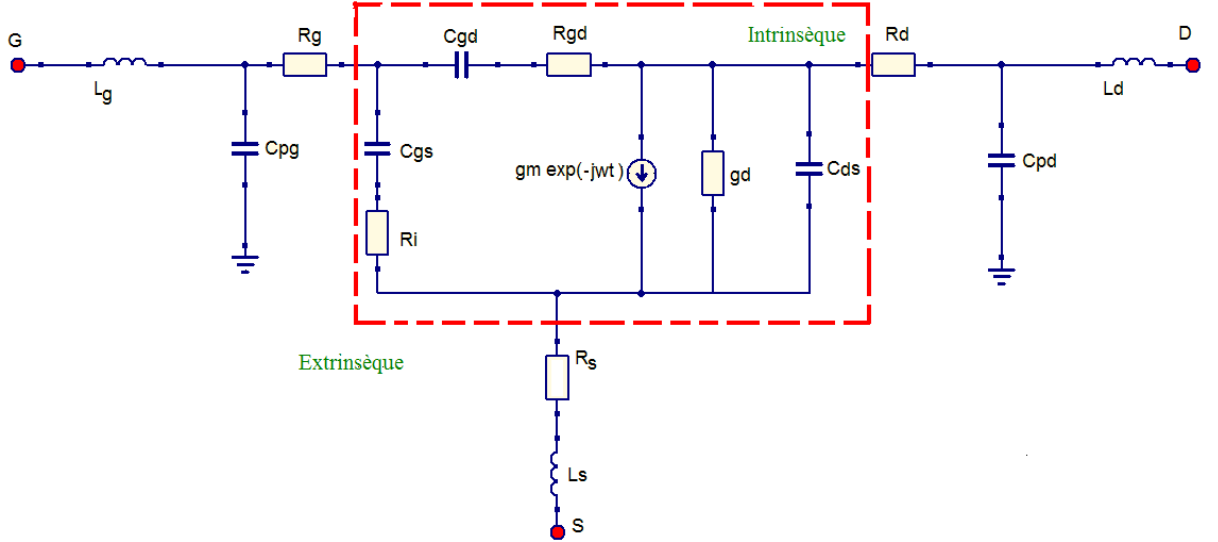 G
Lg
Rg
Cpg
Cgd
Rgd
Intrinsèque
Rd
D
Ld
Cgs
Ri
gm exp(-jwt)
gd
Cds
Cpd
Extrinsèque
Rs
Ls
S